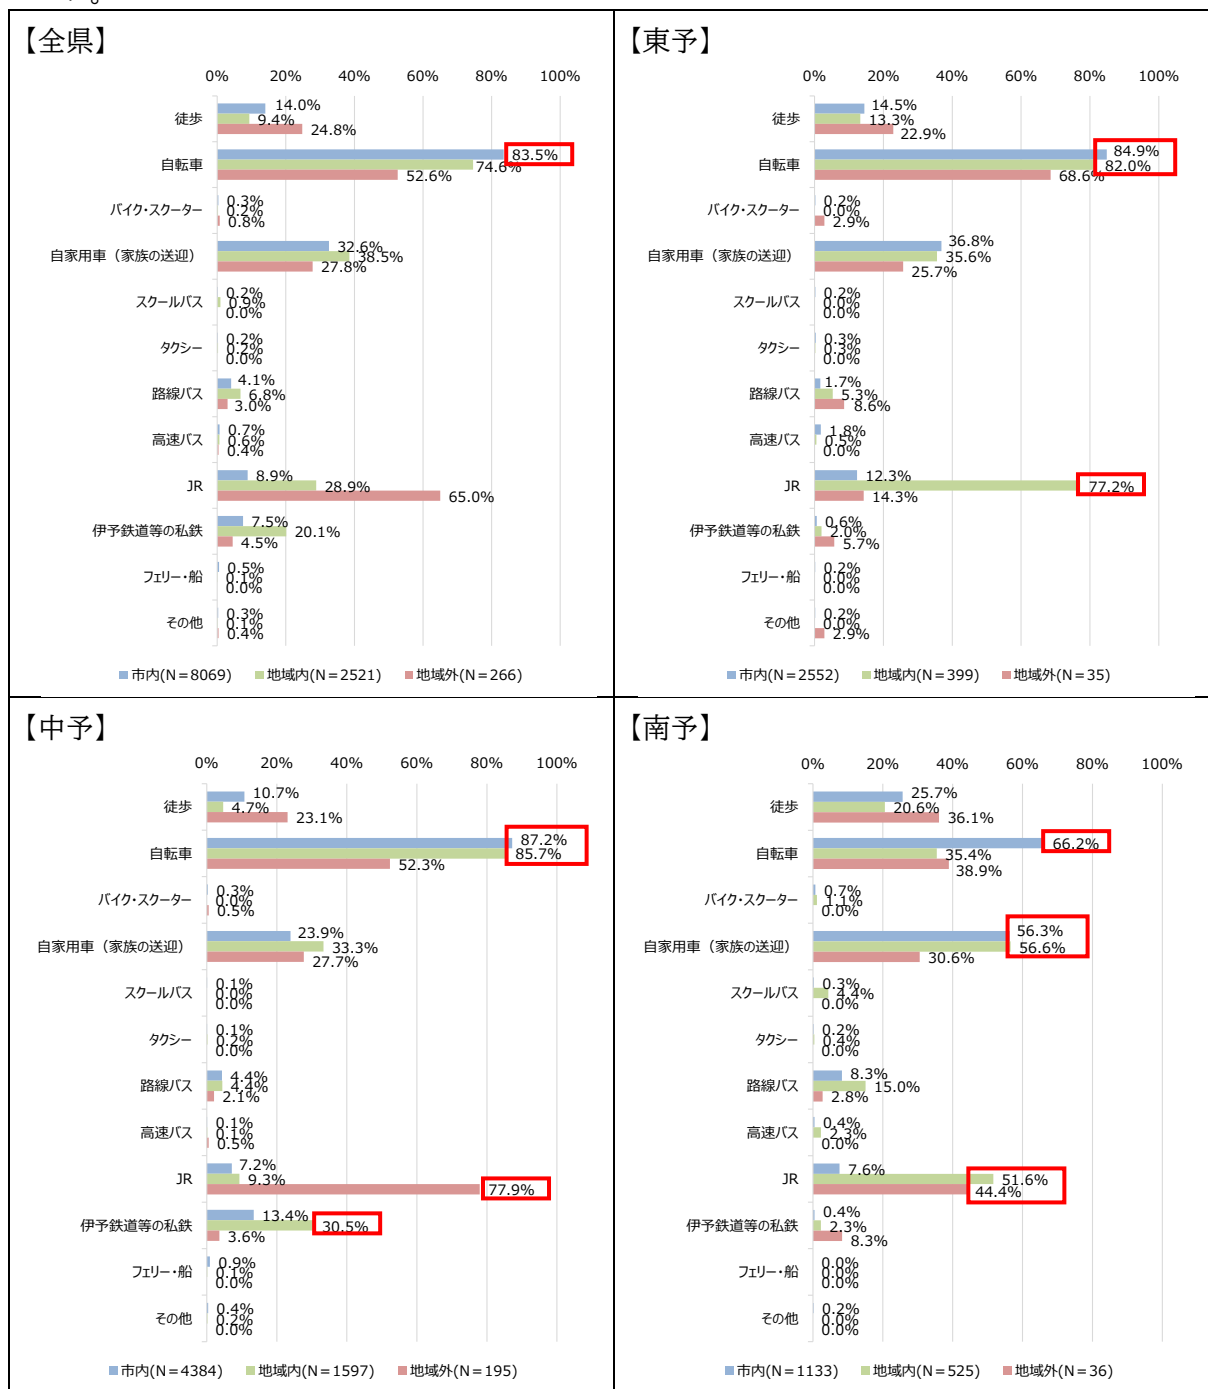 【全県】
0% 20% 40% 60% 80% 100%
徒歩 14.0% 9.4% 24.8%
自転車 83.5% 74.6% 52.6%
バイク・スクーター 0.3% 0.2% 0.8%
自家用車（家族の送迎） 32.6% 38.5% 27.8%
スクールバス 0.2% 0.9% 0.0%
タクシー 0.2% 0.2% 0.0%
路線バス 4.1% 6.8% 3.0%
高速バス 0.7% 0.6% 0.4%
JR 8.9% 28.9% 65.0%
伊予鉄道等の私鉄 7.5% 20.1% 4.5%
フェリー・船 0.5% 0.1% 0.0%
その他 0.3% 0.1% 0.4%
市内(N＝8069) 地域内(N＝2521) 地域外(N＝266)
【東予】
0% 20% 40% 60% 80% 100%
徒歩 14.5% 13.3% 22.9%
自転車 84.9% 82.0% 68.6%
バイク・スクーター 0.2% 0.0% 2.9%
自家用車（家族の送迎） 36.8% 35.6% 25.7%
スクールバス 0.2% 0.0% 0.0%
タクシー 0.3% 0.3% 0.0%
路線バス 1.7% 5.3% 8.6%
高速バス 1.8% 0.5% 0.0%
JR 12.3% 77.2% 14.3%
伊予鉄道等の私鉄 0.6% 2.0% 5.7%
フェリー・船 0.2% 0.0% 0.0%
その他 0.2% 0.0% 2.9%
市内(N＝2552) 地域内(N＝399) 地域外(N＝35)
【中予】
0% 20% 40% 60% 80% 100%
徒歩 10.7% 4.7% 23.1%
自転車 87.2% 85.7% 52.3%
バイク・スクーター 0.3% 0.0% 0.5%
自家用車（家族の送迎） 23.9% 33.3% 27.7%
スクールバス 0.1% 0.0% 0.0%
タクシー 0.1% 0.2% 0.0%
路線バス 4.4% 4.4% 2.1%
高速バス 0.1% 0.1% 0.5%
JR 7.2% 9.3% 77.9%
伊予鉄道等の私鉄 13.4% 30.5% 3.6%
フェリー・船 0.9% 0.1% 0.0%
その他 0.4% 0.2% 0.0%
市内(N＝4384) 地域内(N＝1597) 地域外(N＝195)
【南予】
0% 20% 40% 60% 80% 100%
徒歩 25.7% 20.6% 36.1%
自転車 66.2% 35.4% 38.9%
バイク・スクーター 0.7% 1.1% 0.0%
自家用車（家族の送迎） 56.3% 56.6% 30.6%
スクールバス 0.3% 4.4% 0.0%
タクシー 0.2% 0.4% 0.0%
路線バス 8.3% 15.0% 2.8%
高速バス 0.4% 2.3% 0.0%
JR 7.6% 51.6% 44.4%
伊予鉄道等の私鉄 0.4% 2.3% 8.3%
フェリー・船 0.0% 0.0% 0.0%
その他 0.2% 0.0% 0.0%
市内(N＝1133) 地域内(N＝525) 地域外(N＝36)